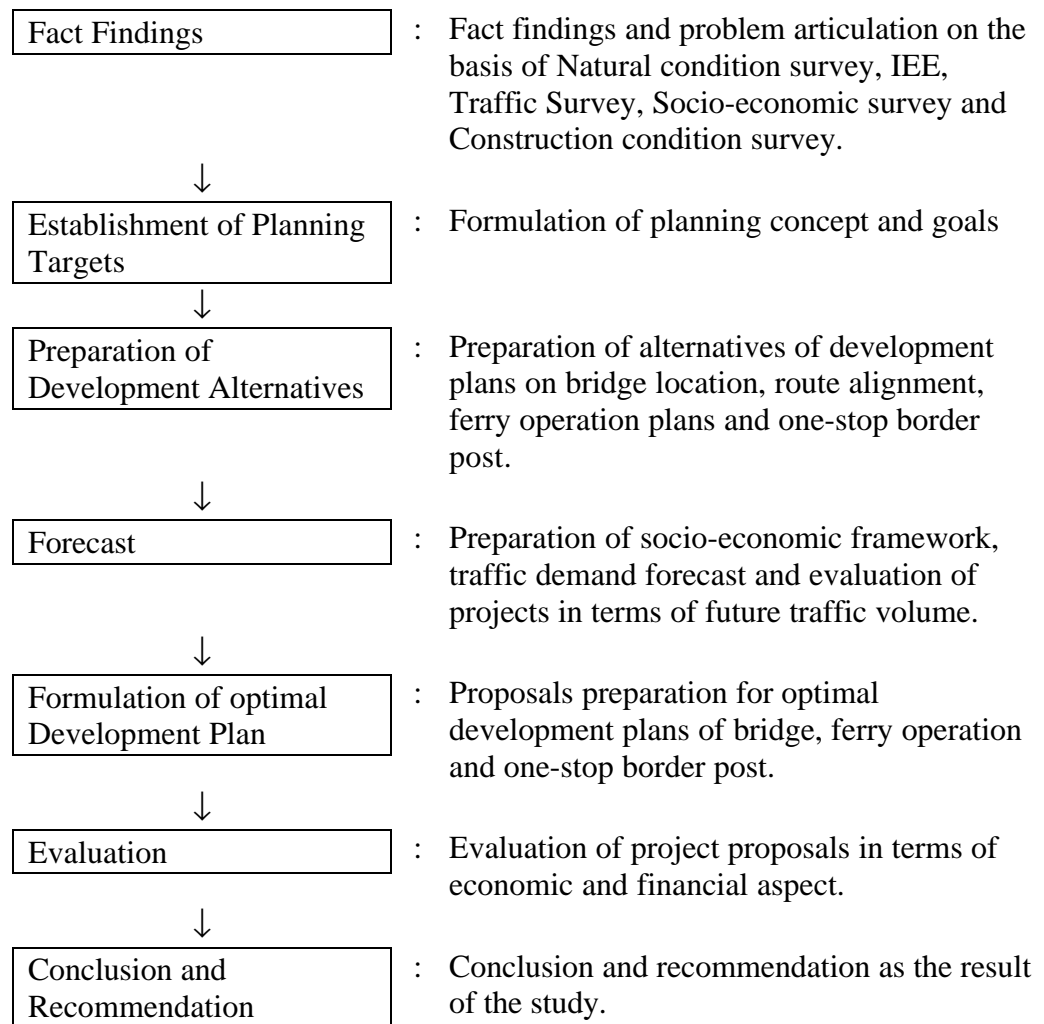 Fact Findings : Fact findings and problem articulation on the
basis of Natural condition survey, IEE,
Traffic Survey, Socio-economic survey and
Construction condition survey.
↓
Establishment of Planning : Formulation of planning concept and goals
Targets
↓
Preparation of : Preparation of alternatives of development
Development Alternatives plans on bridge location, route alignment,
ferry operation plans and one-stop border
post.
↓
Forecast : Preparation of socio-economic framework,
traffic demand forecast and evaluation of
projects in terms of future traffic volume.
↓
Formulation of optimal : Proposals preparation for optimal
Development Plan development plans of bridge, ferry operation
and one-stop border post.
↓
Evaluation : Evaluation of project proposals in terms of
economic and financial aspect.
↓
Conclusion and : Conclusion and recommendation as the result
Recommendation of the study.